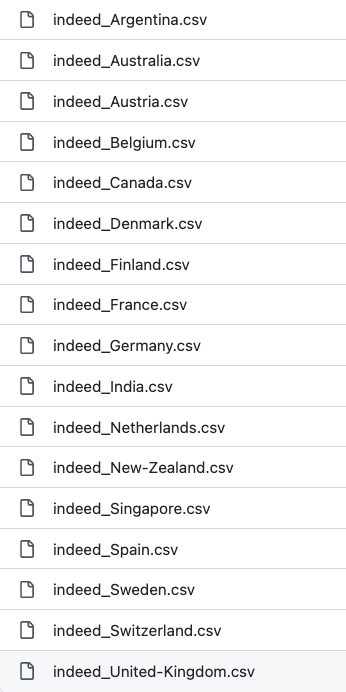 indeed_Argentina.csv
indeed_Australia.csv
indeed_Austria.csv
indeed_Belgium.csv
indeed_Canada.csv
indeed_Denmark.csv
indeed_Finland.csv
indeed_France.csv
indeed_Germany.csv
indeed_India.csv
indeed_Netherlands.csv
indeed_New-Zealand.csv
indeed_Singapore.csv
indeed_Spain.csv
indeed_Sweden.csv
indeed_Switzerland.csv
indeed_United-Kingdom.csv